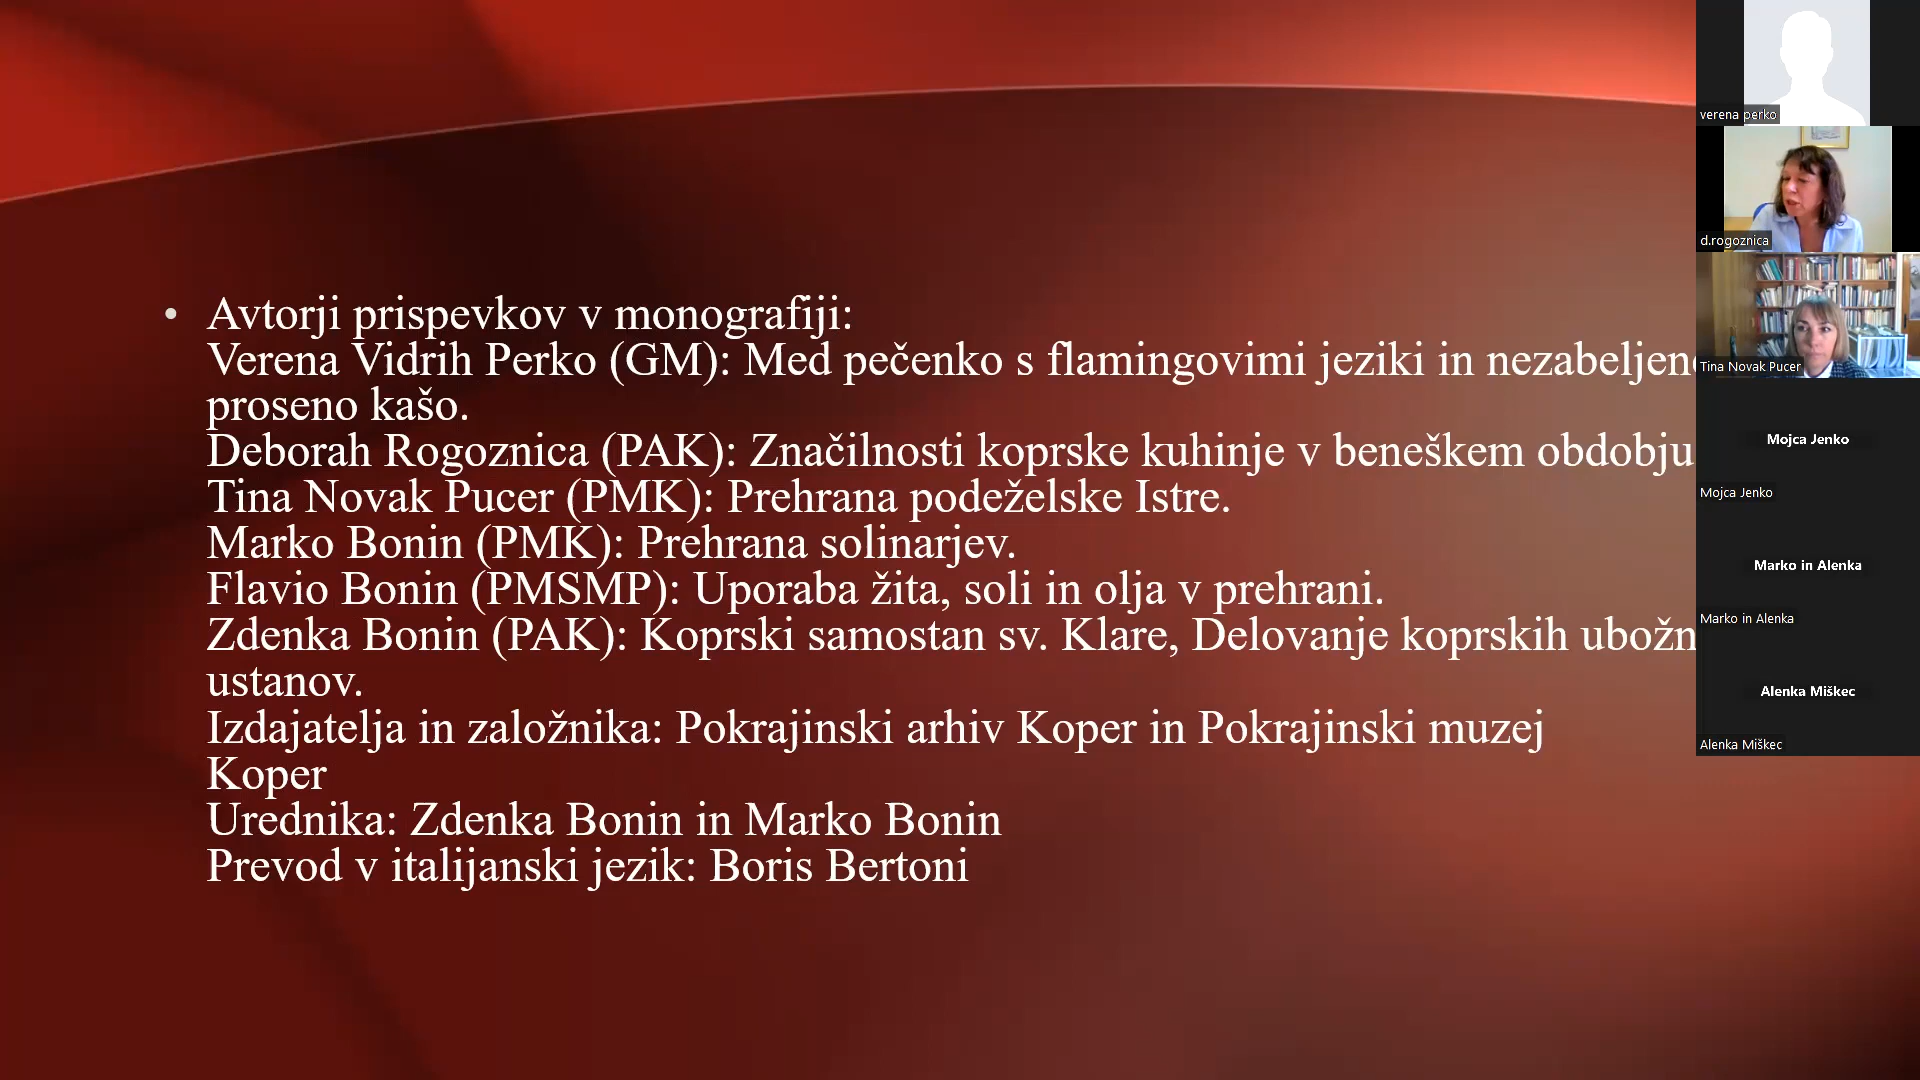 • Avtorji prispevkov v monografiji:
Verena Vidrih Perko (GM): Med pečenko s flamingovimi jeziki in
proseno kašo.
Deborah Rogoznica (PAK): Značilnosti koprske kuhinje v beneškem obdobju
Tina Novak Pucer (PMK): Prehrana podeželske Istre.
Marko Bonin (PMK): Prehrana solinarjev.
Flavio Bonin (PMSMP): Uporaba žita, soli in olja v prehrani.
Zdenka Bonin (PAK): Koprski samostan sv. Klare, Delovanje koprskih
ustanov.
Izdajatelja in založnika: Pokrajinski arhiv Koper in Pokrajinski muzej
Koper
Urednika: Zdenka Bonin in Marko Bonin
Prevod v italijanski jezik: Boris Bertoni
verena perko
d.rogoznica
Tina Novak Pucer
Mojca Jenko
Mojca Jenko
Marko in Alenka
Marko in Alenka
Alenka Miškec
Alenka Miškec